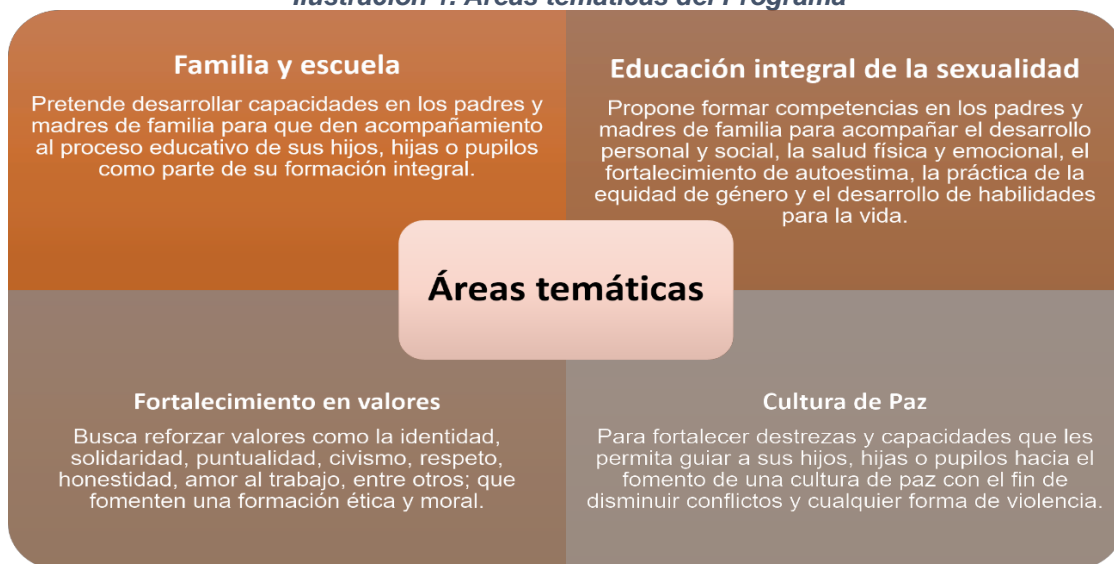 Ilustración 1. Áreas temáticas del Programa
Familia y escuela
Pretende desarrollar capacidades en los padres y
madres de familia para que den acompañamiento
al proceso educativo de sus hijos, hijas o pupilos
como parte de su formación integral.
Educación integral de la sexualidad
Propone formar competencias en los padres y
madres de familia para acompañar el desarrollo
personal y social, la salud física y emocional, el
fortalecimiento de autoestima, la práctica de la
equidad de género y el desarrollo de habilidades
para la vida.
Áreas temáticas
Fortalecimiento en valores
Busca reforzar valores como la identidad,
solidaridad, puntualidad, civismo, respeto,
honestidad, amor al trabajo, entre otros; que
fomenten una formación ética y moral.
Cultura de Paz
Para fortalecer destrezas y capacidades que les
permita guiar a sus hijos, hijas o pupilos hacia el
fomento de una cultura de paz con el fin de
disminuir conflictos y cualquier forma de violencia.